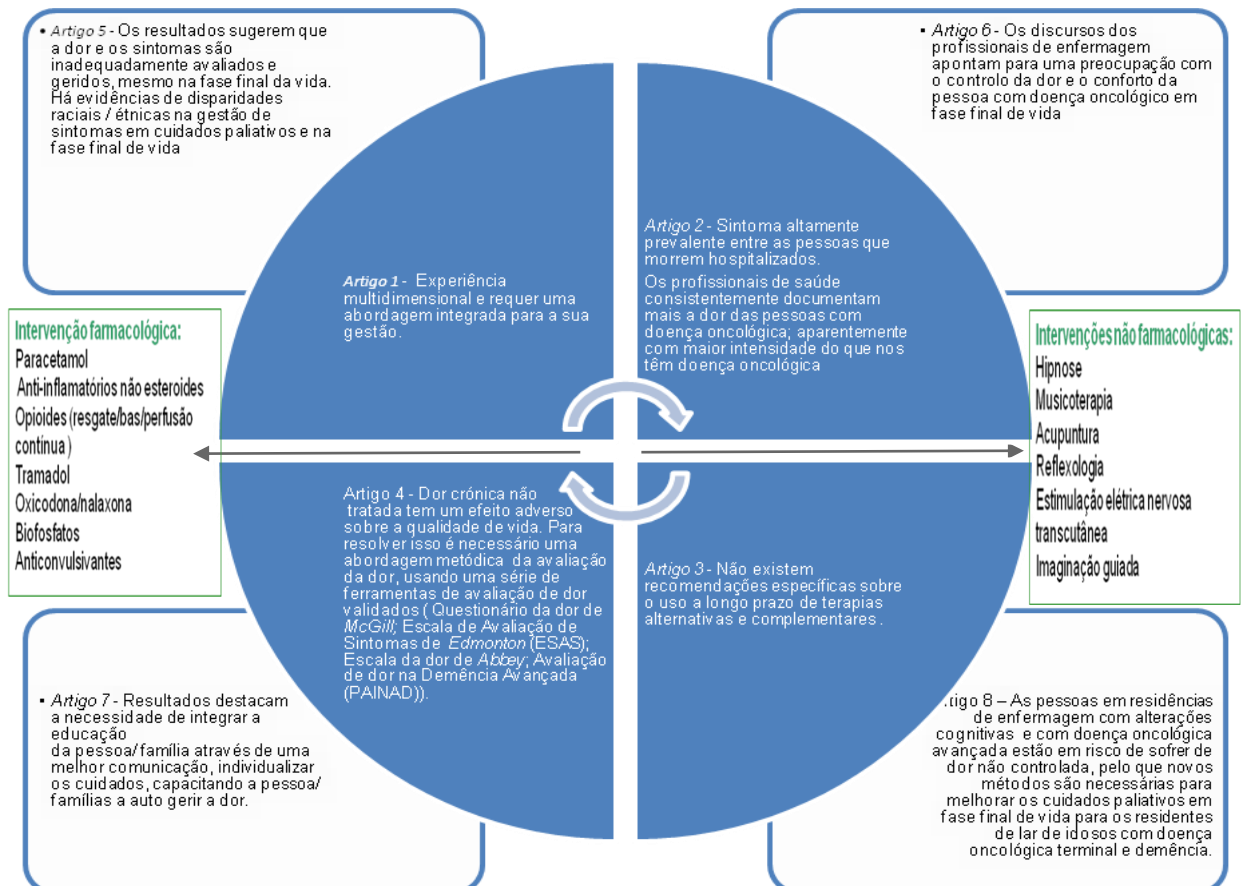 • Artigo 5 - Os resultados sugerem que
a dor e os sintomas são
inadequadamente avaliados e
geridos, mesmo na fase final da vida.
Há evidências de disparidades
raciais / étnicas na gestão de
sintomas em cuidados paliativos e na
fase final de vida
• Artigo 6 - Os discursos dos
profissionais de enfermagem
apontam para uma preocupação com
o controlo da dor e o conforto da
pessoa com doença oncológico em
fase final de vida
Artigo 1 - Experiência
multidimensional e requer uma
abordagem integrada para a sua
gestão.
Artigo 2 - Sintoma altamente
prevalente entre as pessoas que
morrem hospitalizados.
Os profissionais de saúde
consistentemente documentam
mais a dor das pessoas com
doença oncológica; aparentemente
com maior intensidade do que nos
têm doença oncológica
Intervenção farmacológica:
Paracetamol
Anti-inflamatórios não esteroides
Opioides (resgate/bas/perfusão
contínua )
Tramadol
Oxicodona/nalaxona
Biofosfatos
Anticonvulsivantes
Intervenções não farmacológicas:
Hipnose
Musicoterapia
Acupuntura
Reflexologia
Estimulação elétrica nervosa
transcutânea
Imaginação guiada
Artigo 4 - Dor crónica não
tratada tem um efeito adverso
sobre a qualidade de vida. Para
resolver isso é necessário uma
abordagem metódica da avaliação
da dor, usando uma série de
ferramentas de avaliação de dor
validados ( Questionário da dor de
McGill; Escala de Avaliação de
Sintomas de Edmonton (ESAS);
Escala da dor de Abbey; Avaliação
de dor na Demência Avançada
(PAINAD)).
Artigo 3 - Não existem
recomendações específicas sobre
o uso a longo prazo de terapias
alternativas e complementares .
• Artigo 7 - Resultados destacam
a necessidade de integrar a
educação
da pessoa/ família através de uma
melhor comunicação, individualizar
os cuidados, capacitando a pessoa/
famílias a auto gerir a dor.
tigo 8 – As pessoas em residências
de enfermagem com alterações
cognitivas e com doença oncológica
avançada estão em risco de sofrer de
dor não controlada, pelo que novos
métodos são necessárias para
melhorar os cuidados paliativos em
fase final de vida para os residentes
de lar de idosos com doença
oncológica terminal e demência.